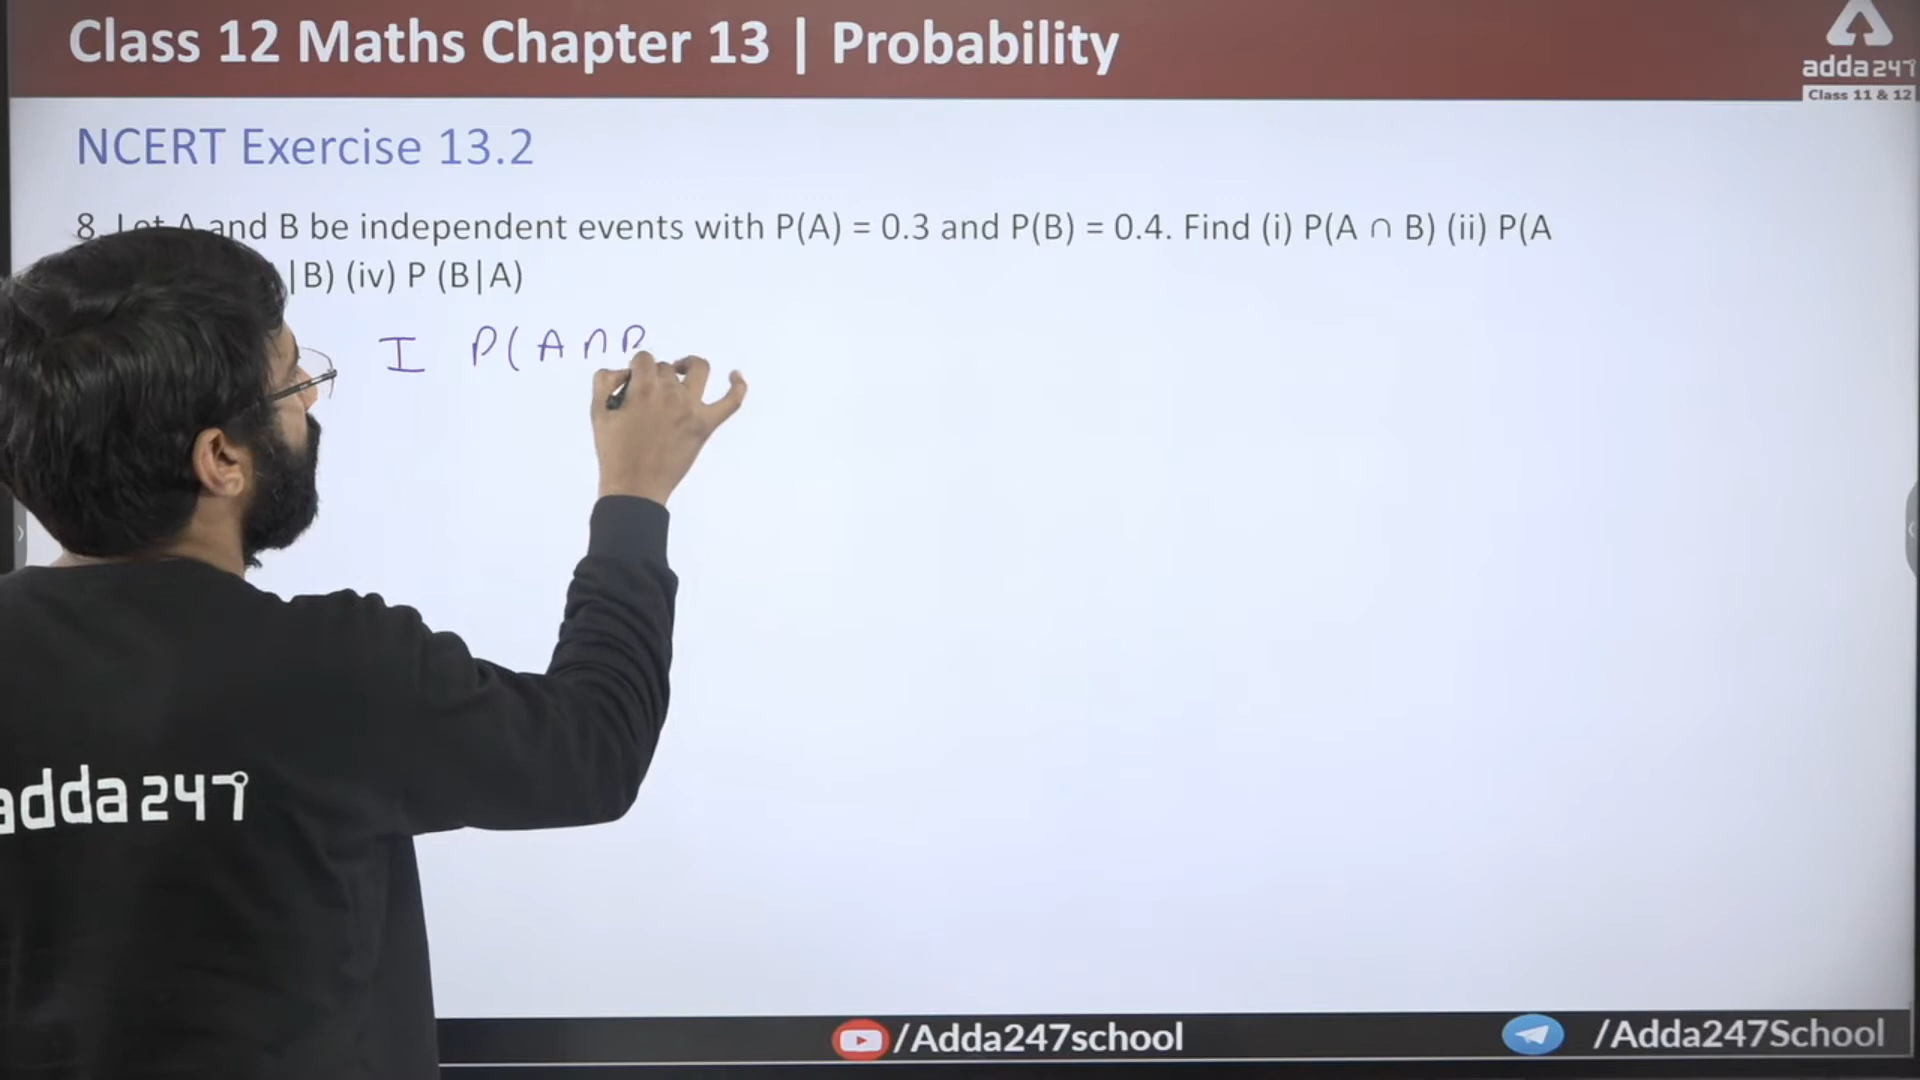 Class 12 Maths Chapter 13 | Probability
adda247
Class 11 & 12
NCERT Exercise 13.2
8. Let A and B be independent events with P(A) = 0.3 and P(B) = 0.4. Find (i) P(A ∩ B) (ii) P(A
|B) (iv) P (B|A)
I P(A ∩ B
adda247
/Adda247school
/Adda247School